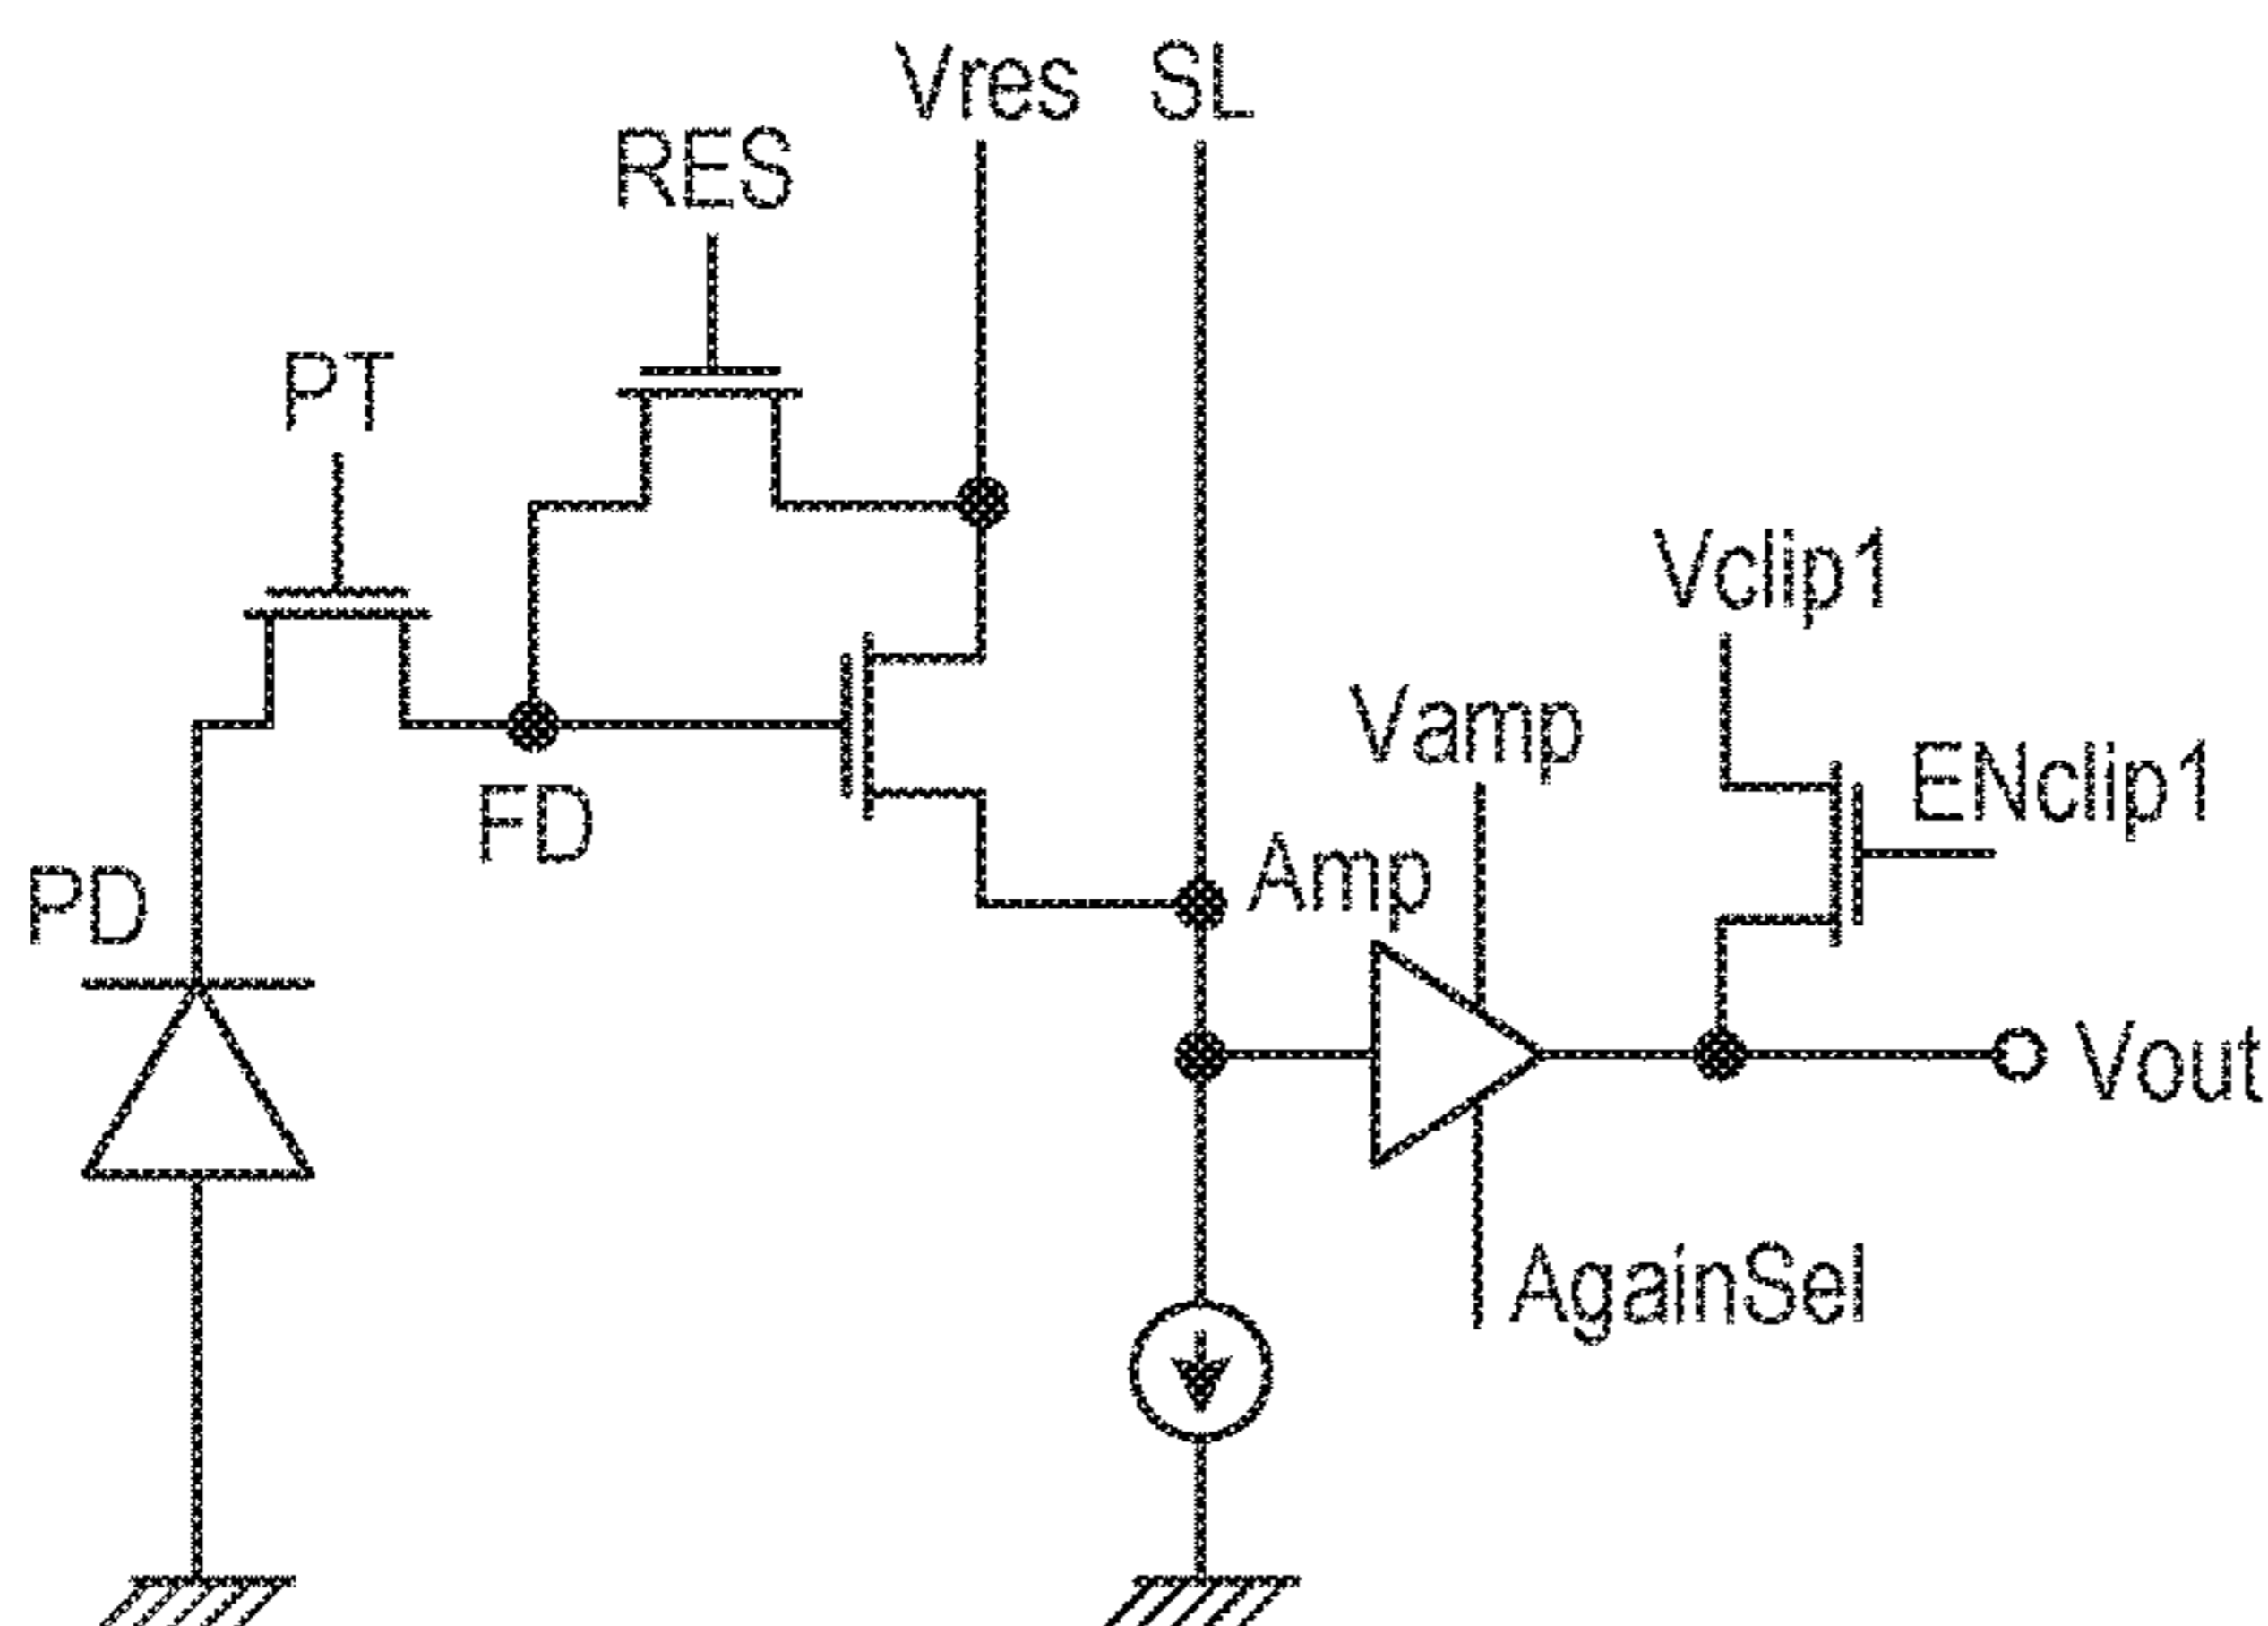 Vres
SL
RES
PT
Vclip1
Vamp
ENclip1
FD
Amp
PD
Vout
AgainSel